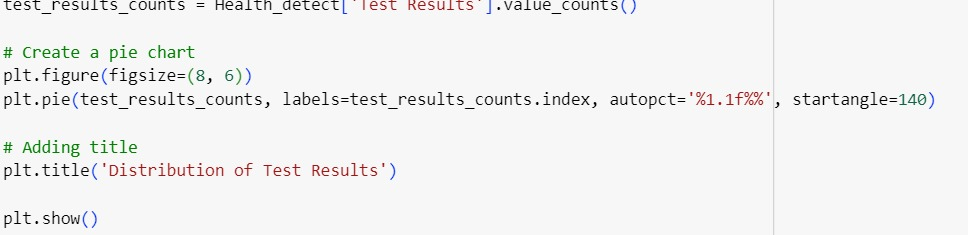 test_results_counts = Health_detect['Test Results'].value_counts()
# Create a pie chart
plt.figure(figsize=(8, 6))
plt.pie(test_results_counts, labels=test_results_counts.index, autopct='%1.1f%%', startangle=140)
# Adding title
plt.title('Distribution of Test Results')
plt.show()